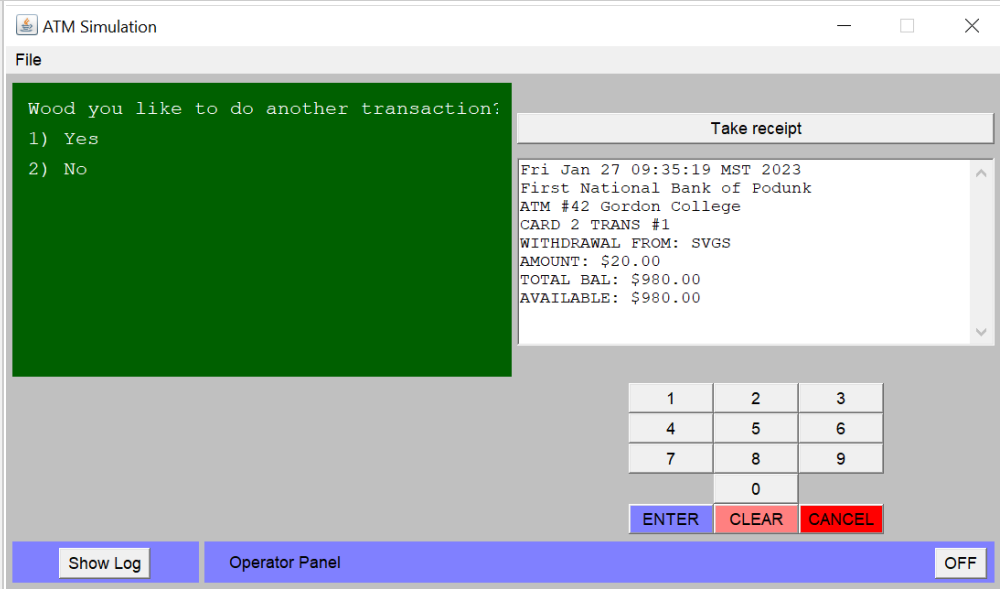 ATM Simulation
File
Wood you like to do another transaction?
1) Yes
2) No
Take receipt
Fri Jan 27 09:35:19 MST 2023
First National Bank of Podunk
ATM #42 Gordon College
CARD 2 TRANS #1
WITHDRAWAL FROM: SVGS
AMOUNT: $20.00
TOTAL BAL: $980.00
AVAILABLE: $980.00
1 2 3
4 5 6
7 8 9
0
ENTER CLEAR CANCEL
Show Log Operator Panel OFF